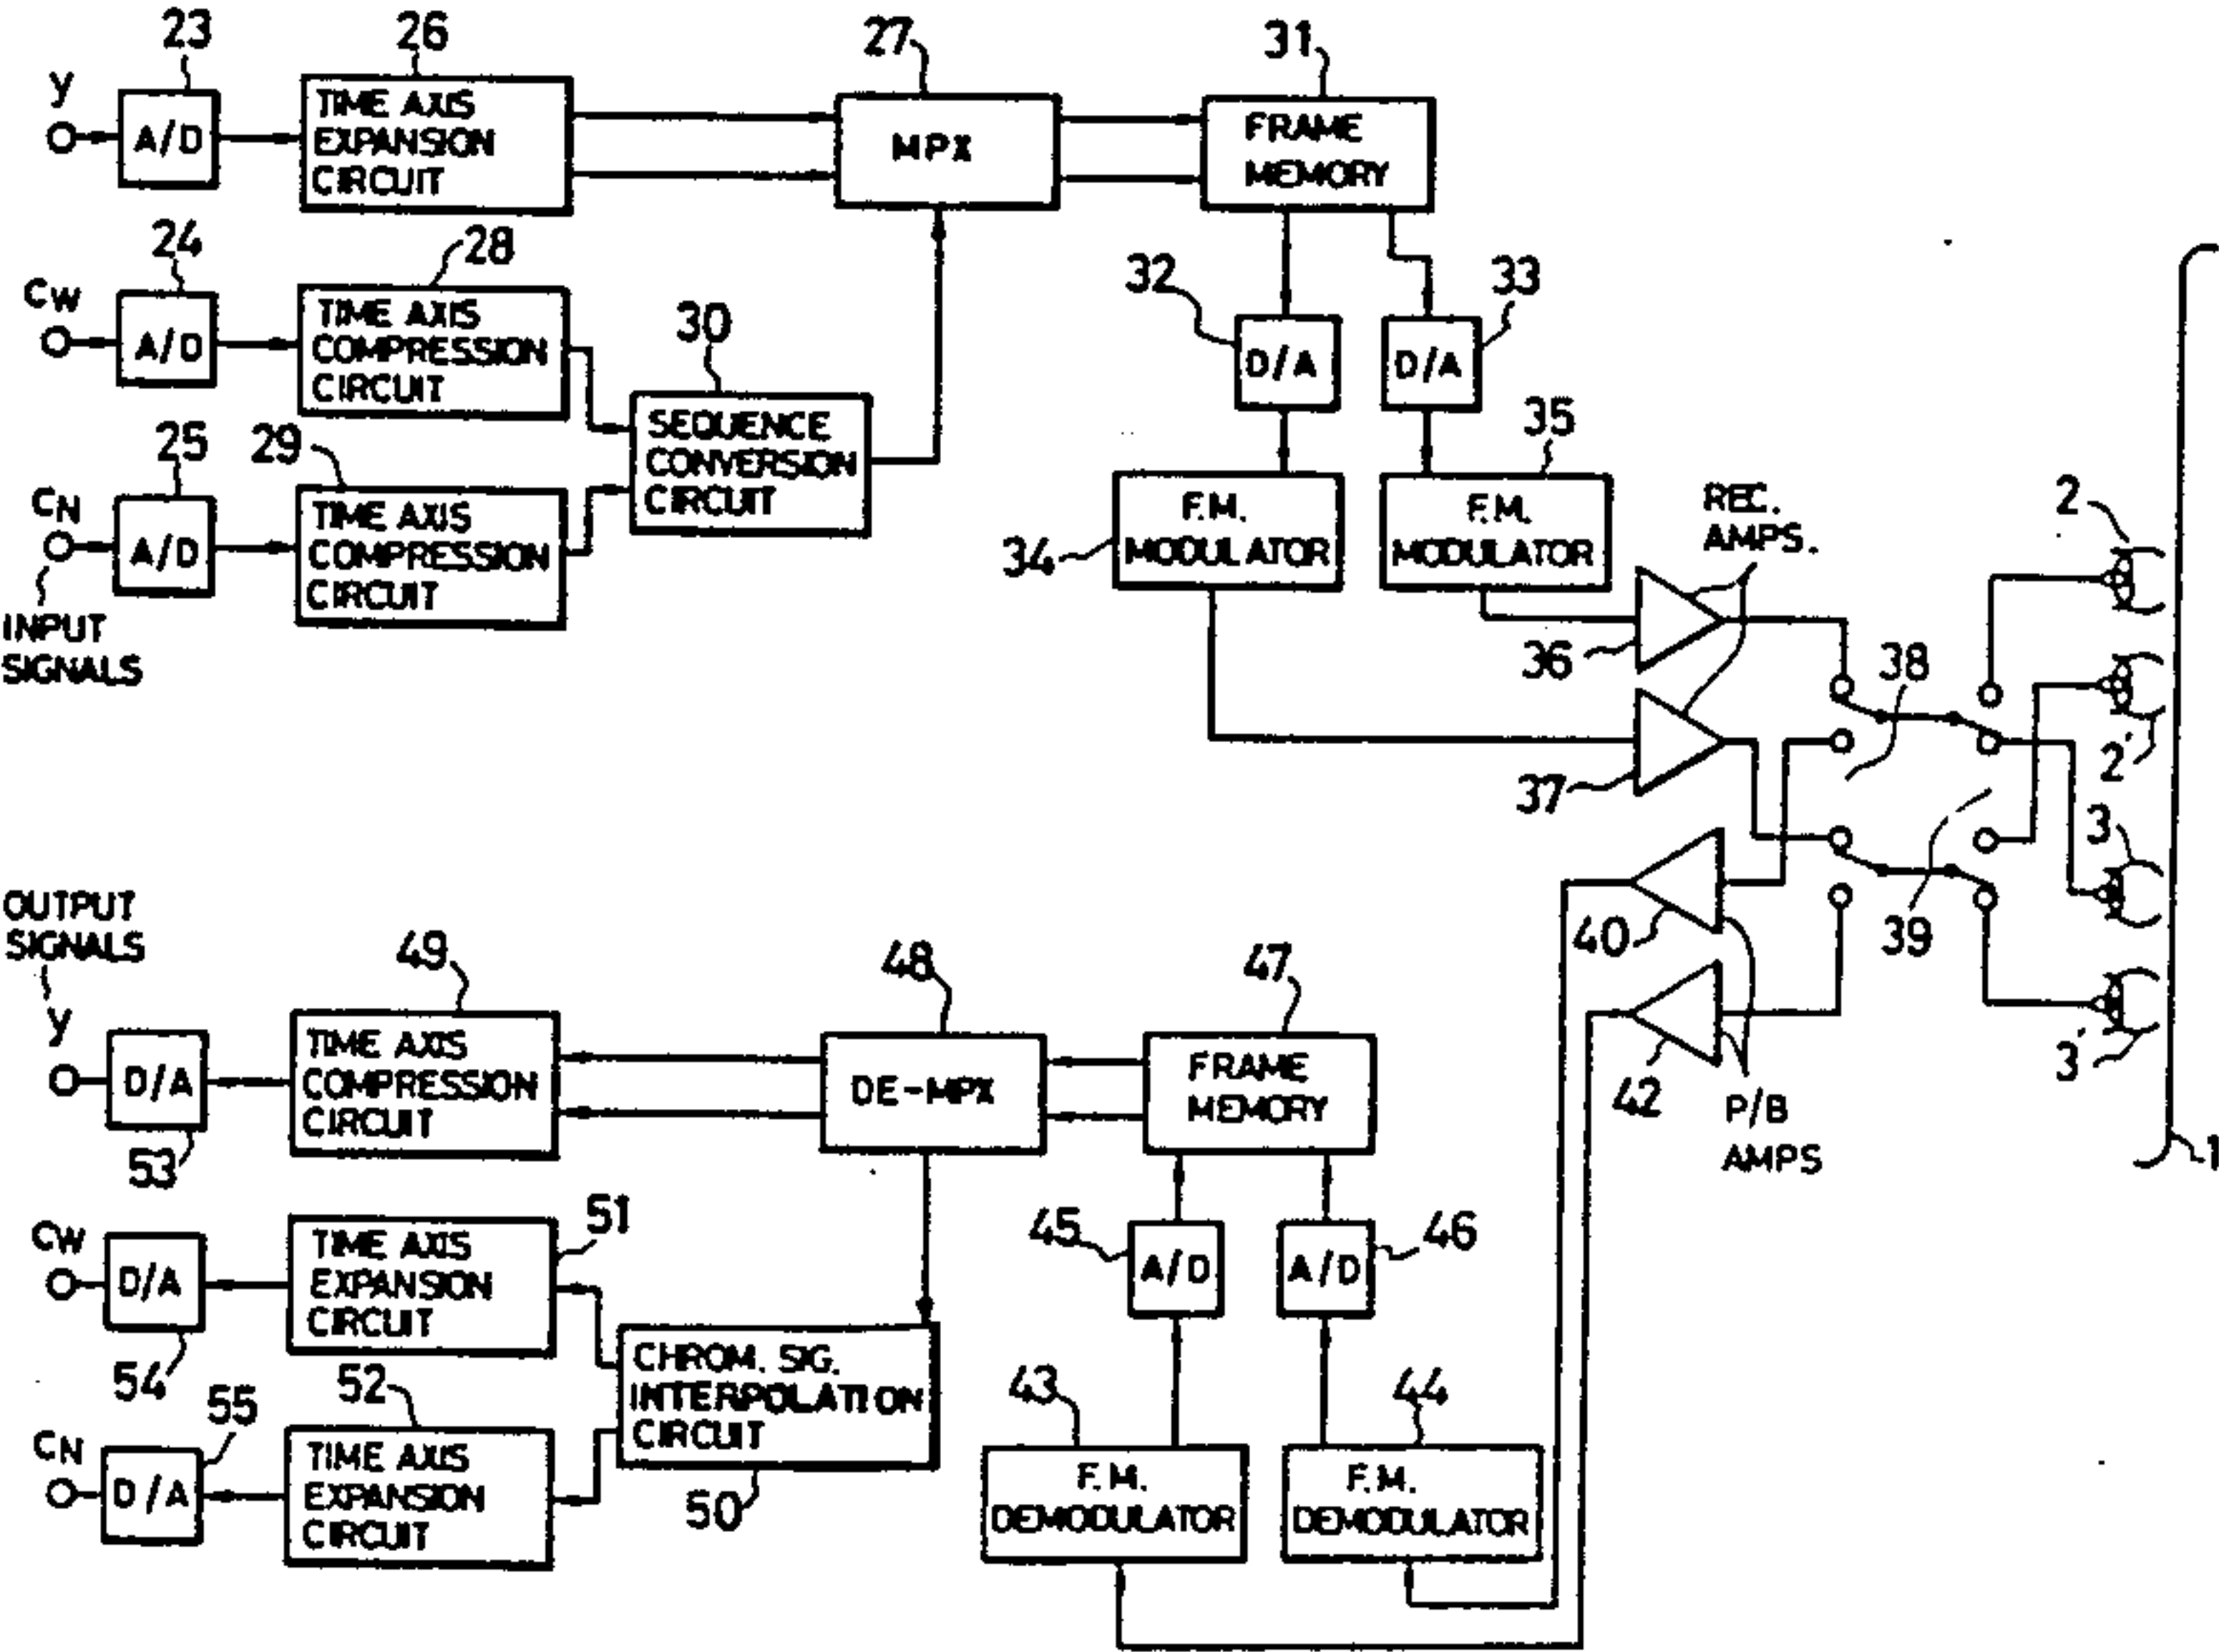 23
26
27
31
y
A/D
TIME AXIS
EXPANSION
CIRCUIT
MPX
FRAME
MEMORY
24
28
CW
A/D
TIME AXIS
COMPRESSION
CIRCUIT
30
32
33
D/A
D/A
25
29
SEQUENCE
CONVERSION
CIRCUIT
35
CN
A/D
TIME AXIS
COMPRESSION
CIRCUIT
INPUT
SIGNALS
34
F.M.
MODULATOR
F.M.
MODULATOR
REC.
AMPS.
2
36
38
2'
37
3
40
39
OUTPUT
SIGNALS
49
48
47
y
D/A
TIME AXIS
COMPRESSION
CIRCUIT
DE-MPX
FRAME
MEMORY
42
P/B
AMPS
3'
1
53
51
45
46
CW
D/A
TIME AXIS
EXPANSION
CIRCUIT
A/D
A/D
54
52
55
CHROM. SIG.
INTERPOLATION
CIRCUIT
43
44
CN
D/A
TIME AXIS
EXPANSION
CIRCUIT
50
F.M.
DEMODULATOR
F.M.
DEMODULATOR